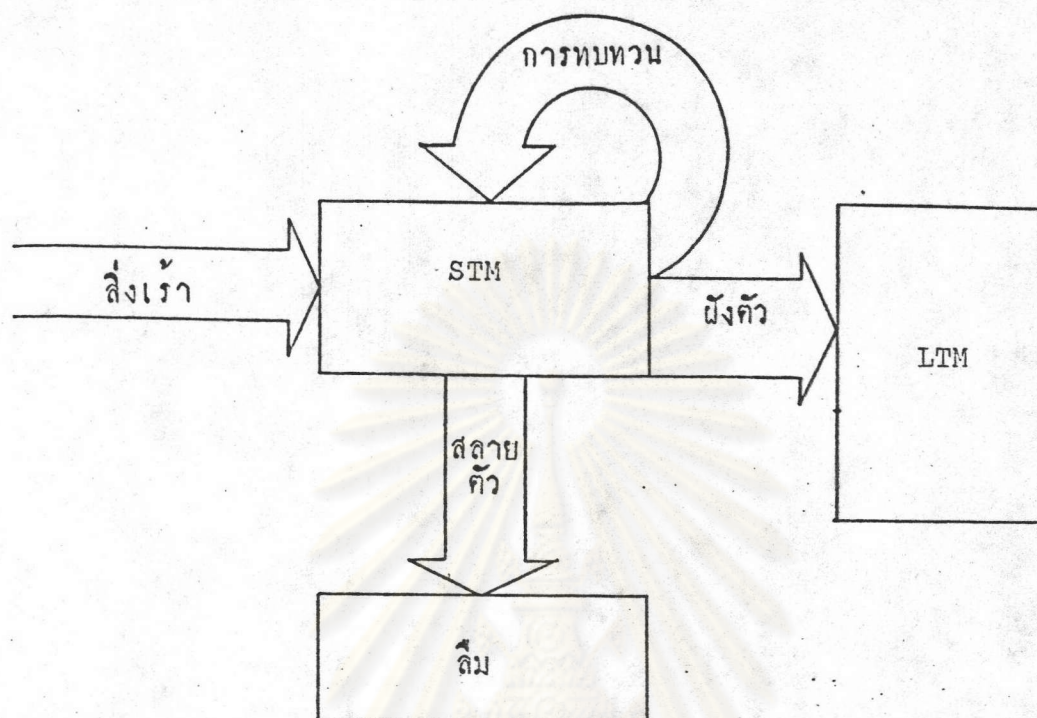 การทบทวน
สิ่งเร้า
STM
ฝังตัว
LTM
สลาย
ตัว
ลืม